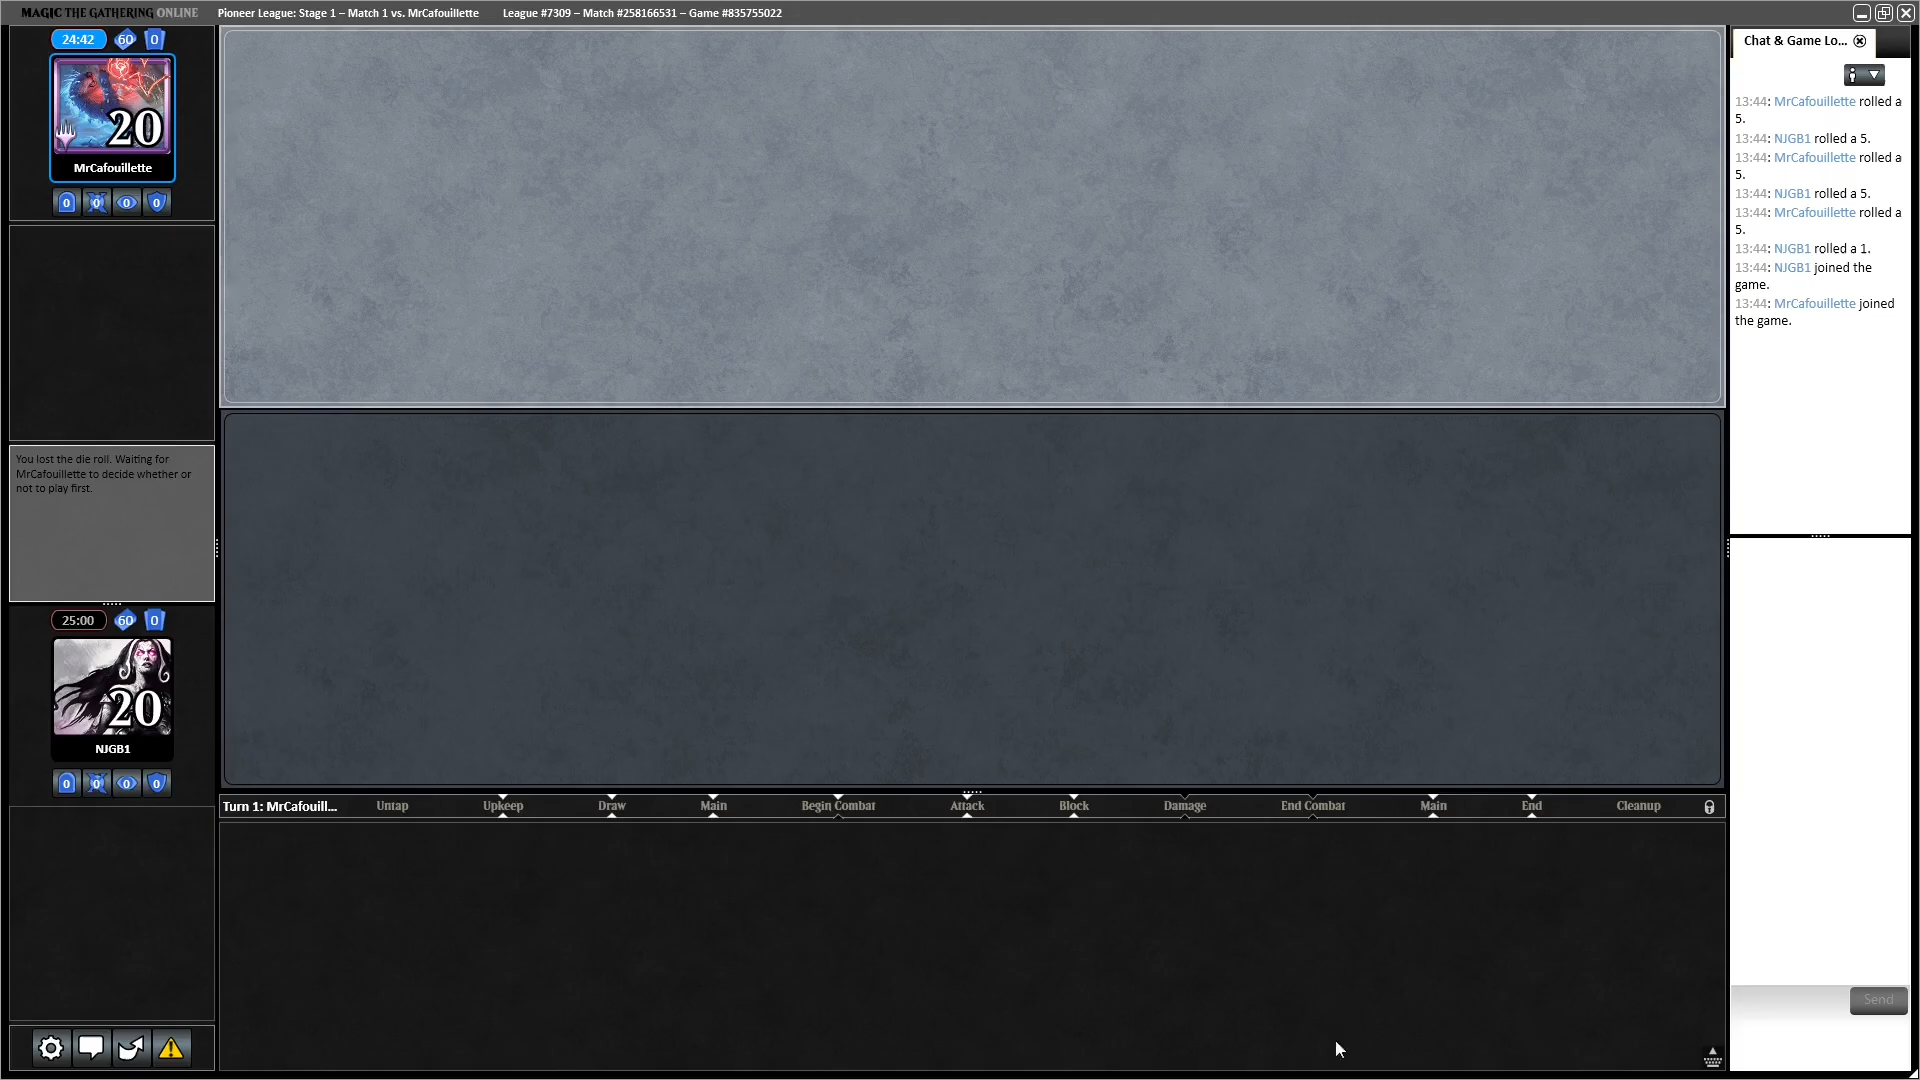 MAGIC THE GATHERING ONLINE Pioneer League: Stage 1 – Match 1 vs. MrCafouillette League #7309 – Match #258166531 – Game #835755022
24:42 60 0
20
MrCafouillette
0 0 0 0
You lost the die roll. Waiting for
MrCafouillette to decide whether or
not to play first.
25:00 60 0
20
NJGB1
0 0 0 0
Turn 1: MrCafouill... Untap Upkeep Draw Main Begin Combat Attack Block Damage End Combat Main End Cleanup
Chat & Game Lo...
13:44: MrCafouillette rolled a
5.
13:44: NJGB1 rolled a 5.
13:44: MrCafouillette rolled a
5.
13:44: NJGB1 rolled a 5.
13:44: MrCafouillette rolled a
5.
13:44: NJGB1 rolled a 1.
13:44: NJGB1 joined the
game.
13:44: MrCafouillette joined
the game.
Send